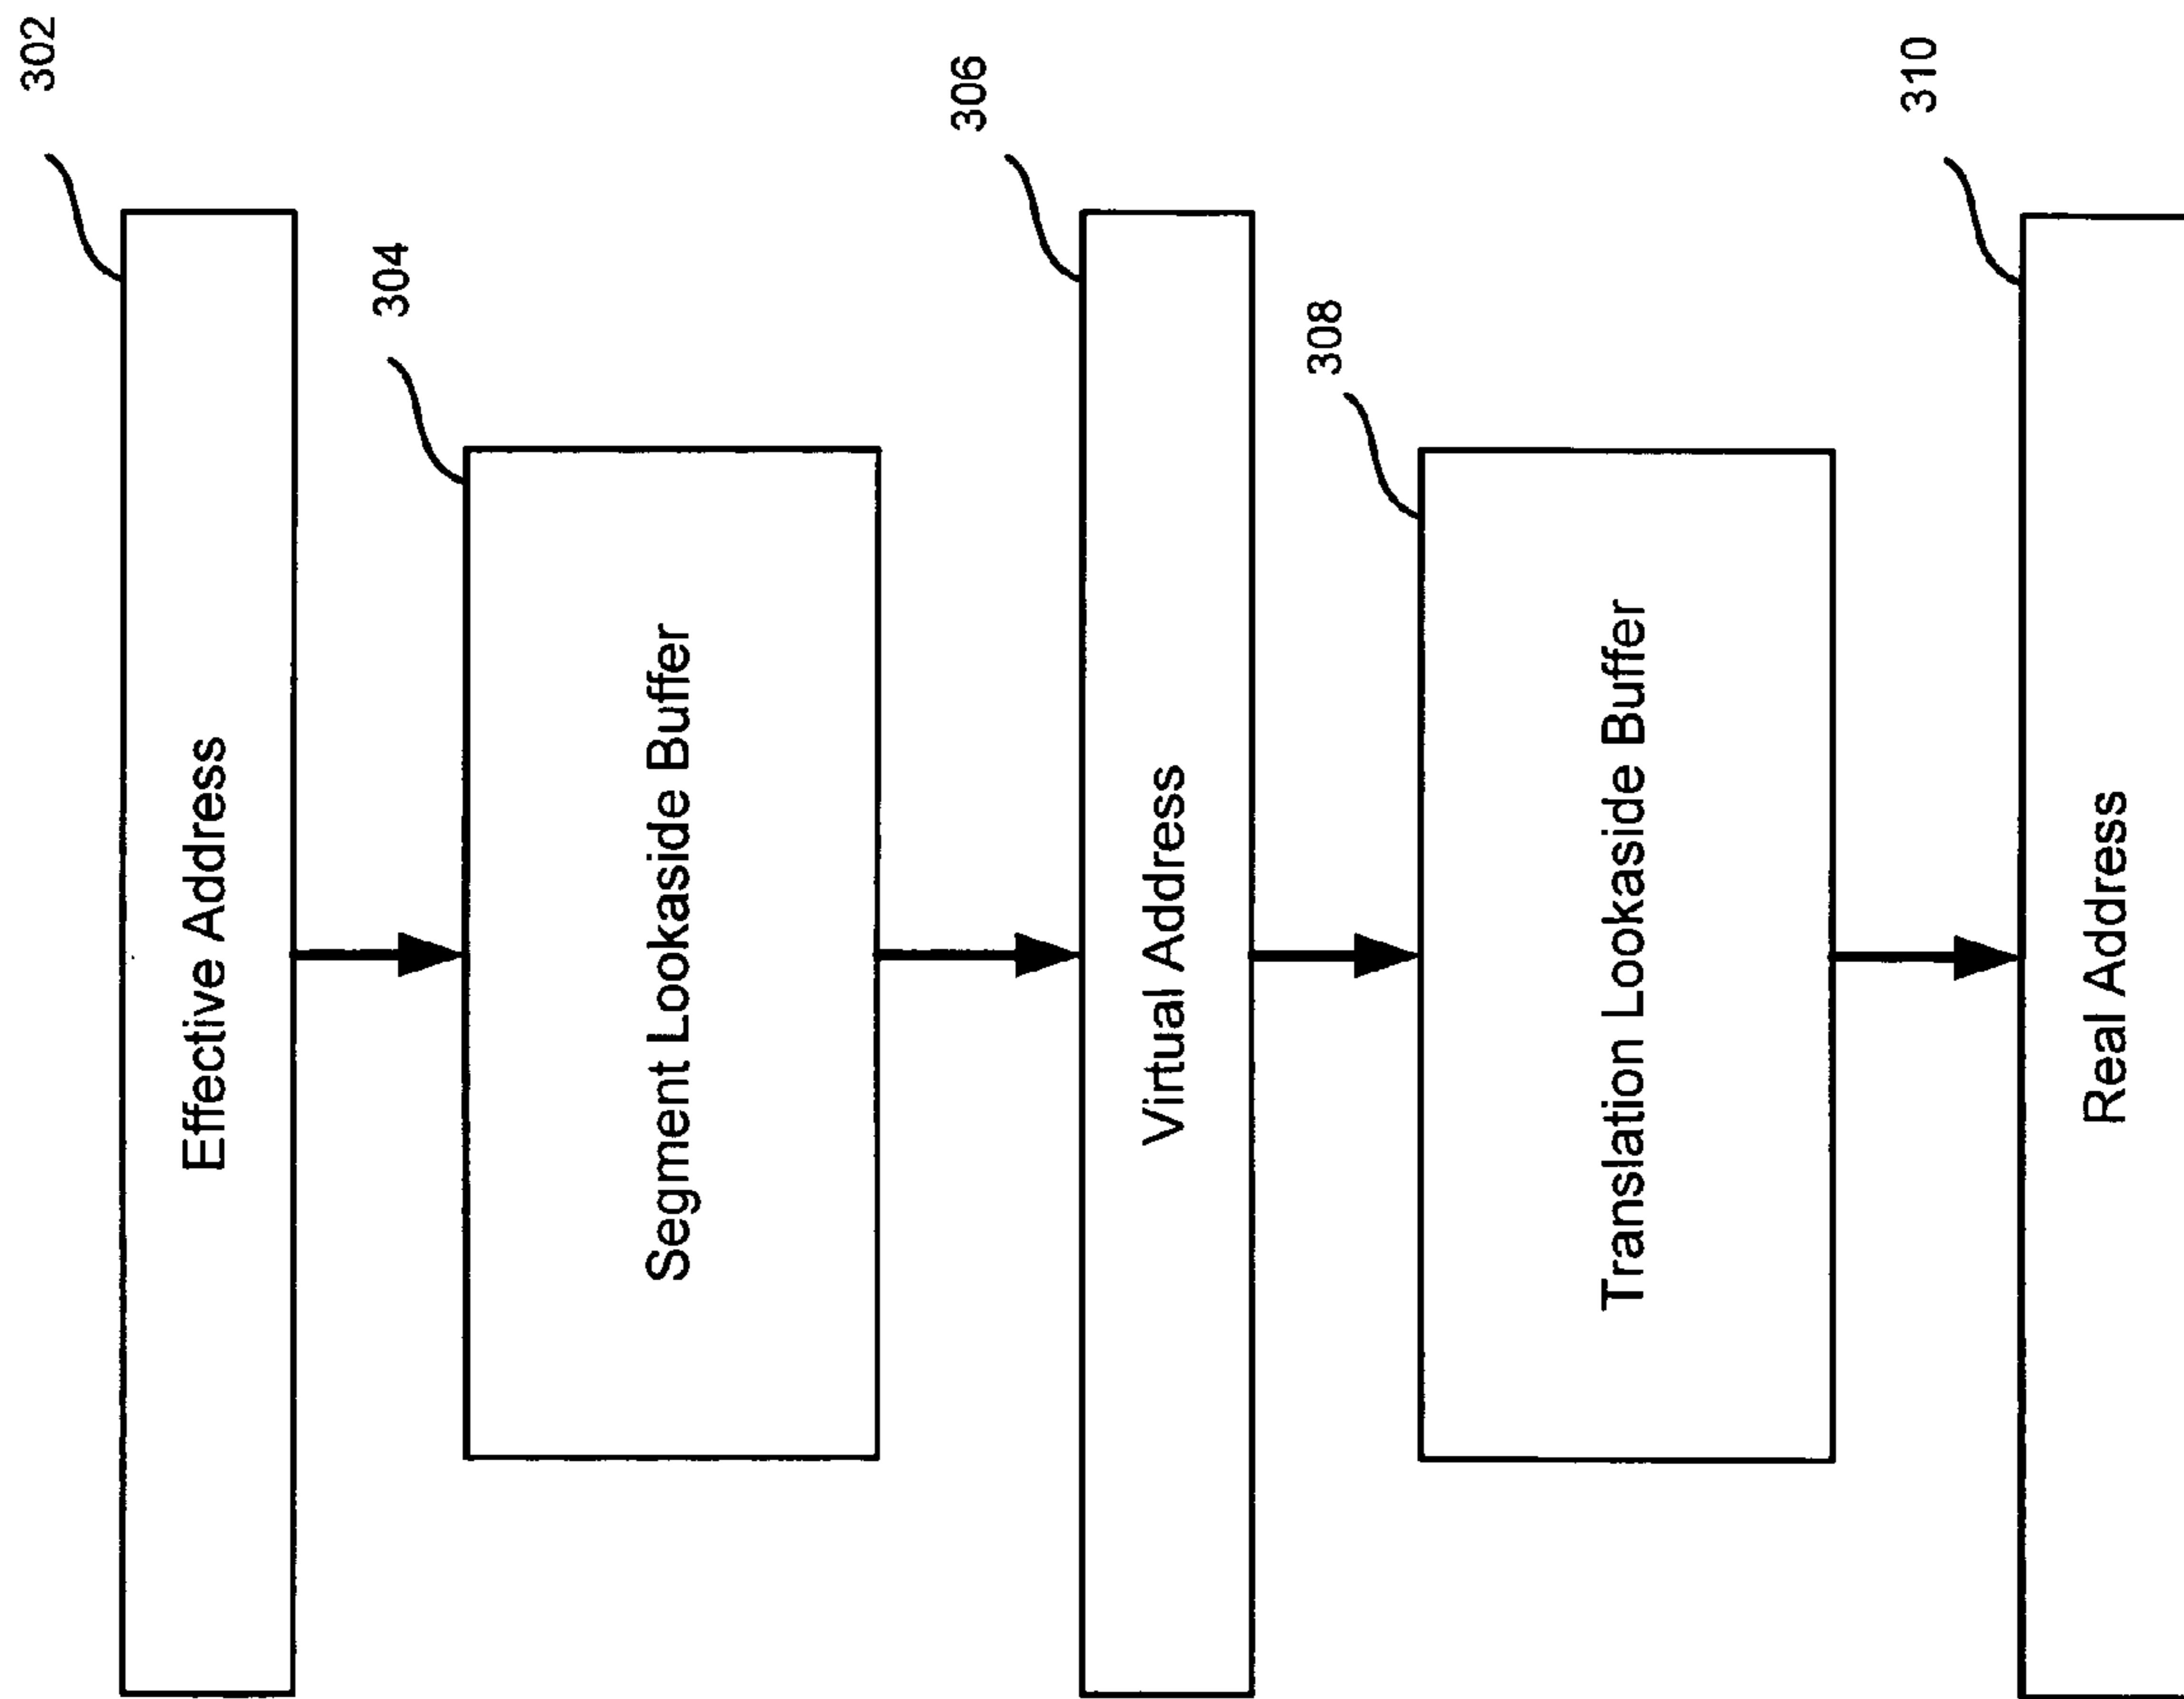 302
Effective Address
304
Segment Lookaside Buffer
306
Virtual Address
308
Translation Lookaside Buffer
310
Real Address